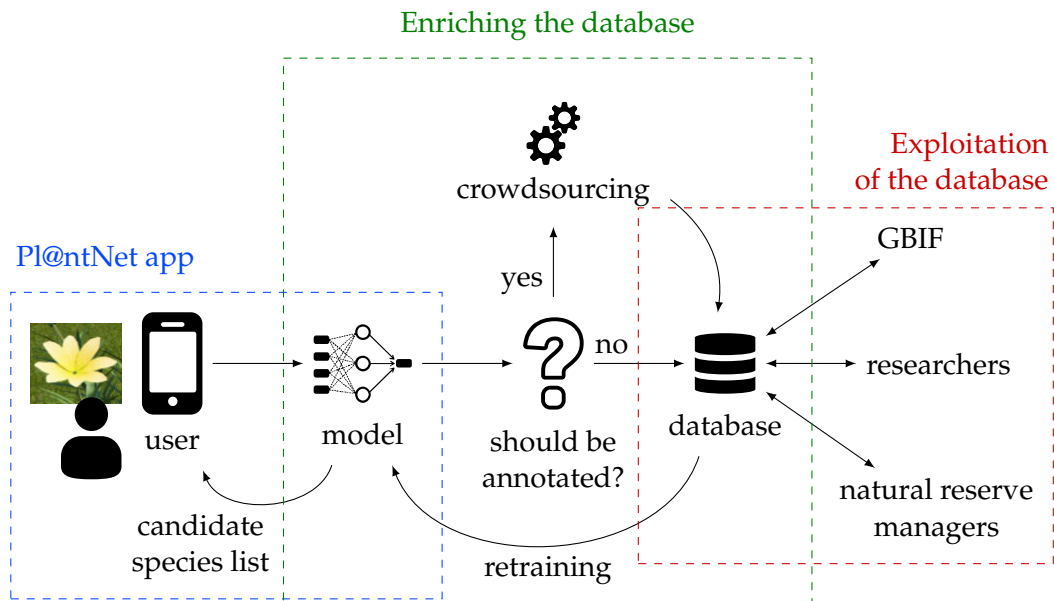 Enriching the database
Exploitation
of the database
crowdsourcing
GBIF
Pl@ntNet app
yes
no
researchers
user
model
should be
annotated?
database
natural reserve
managers
candidate
species list
retraining